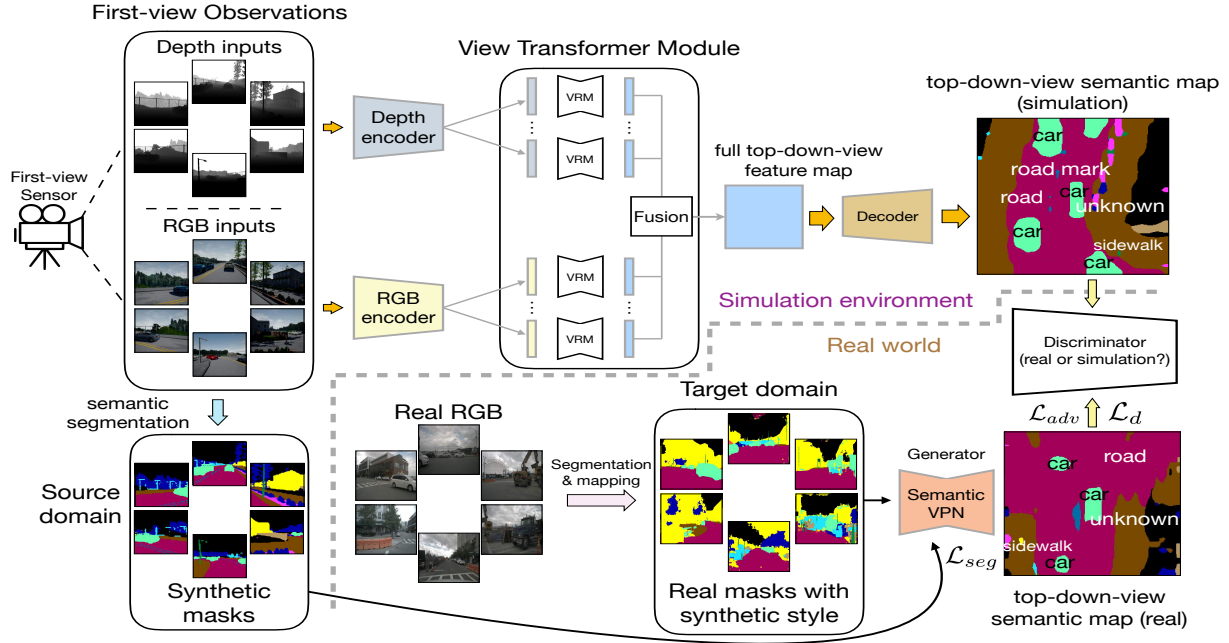 First-view Observations
Depth inputs
First-view
Sensor
RGB inputs
Depth
encoder
RGB
encoder
View Transformer Module
VRM
⋮
⋮
VRM
Fusion
VRM
⋮
⋮
VRM
full top-down-view
feature map
Decoder
top-down-view semantic map
(simulation)
car
road mark
road
car
unknown
car
sidewalk
car
Simulation environment
Real world
Discriminator
(real or simulation?)
ℒadv
ℒd
semantic
segmentation
Source
domain
Synthetic
masks
Real RGB
Segmentation
& mapping
Target domain
Real masks with
synthetic style
Generator
Semantic
VPN
ℒseg
road
car
car
unknown
sidewalk
car
top-down-view
semantic map (real)